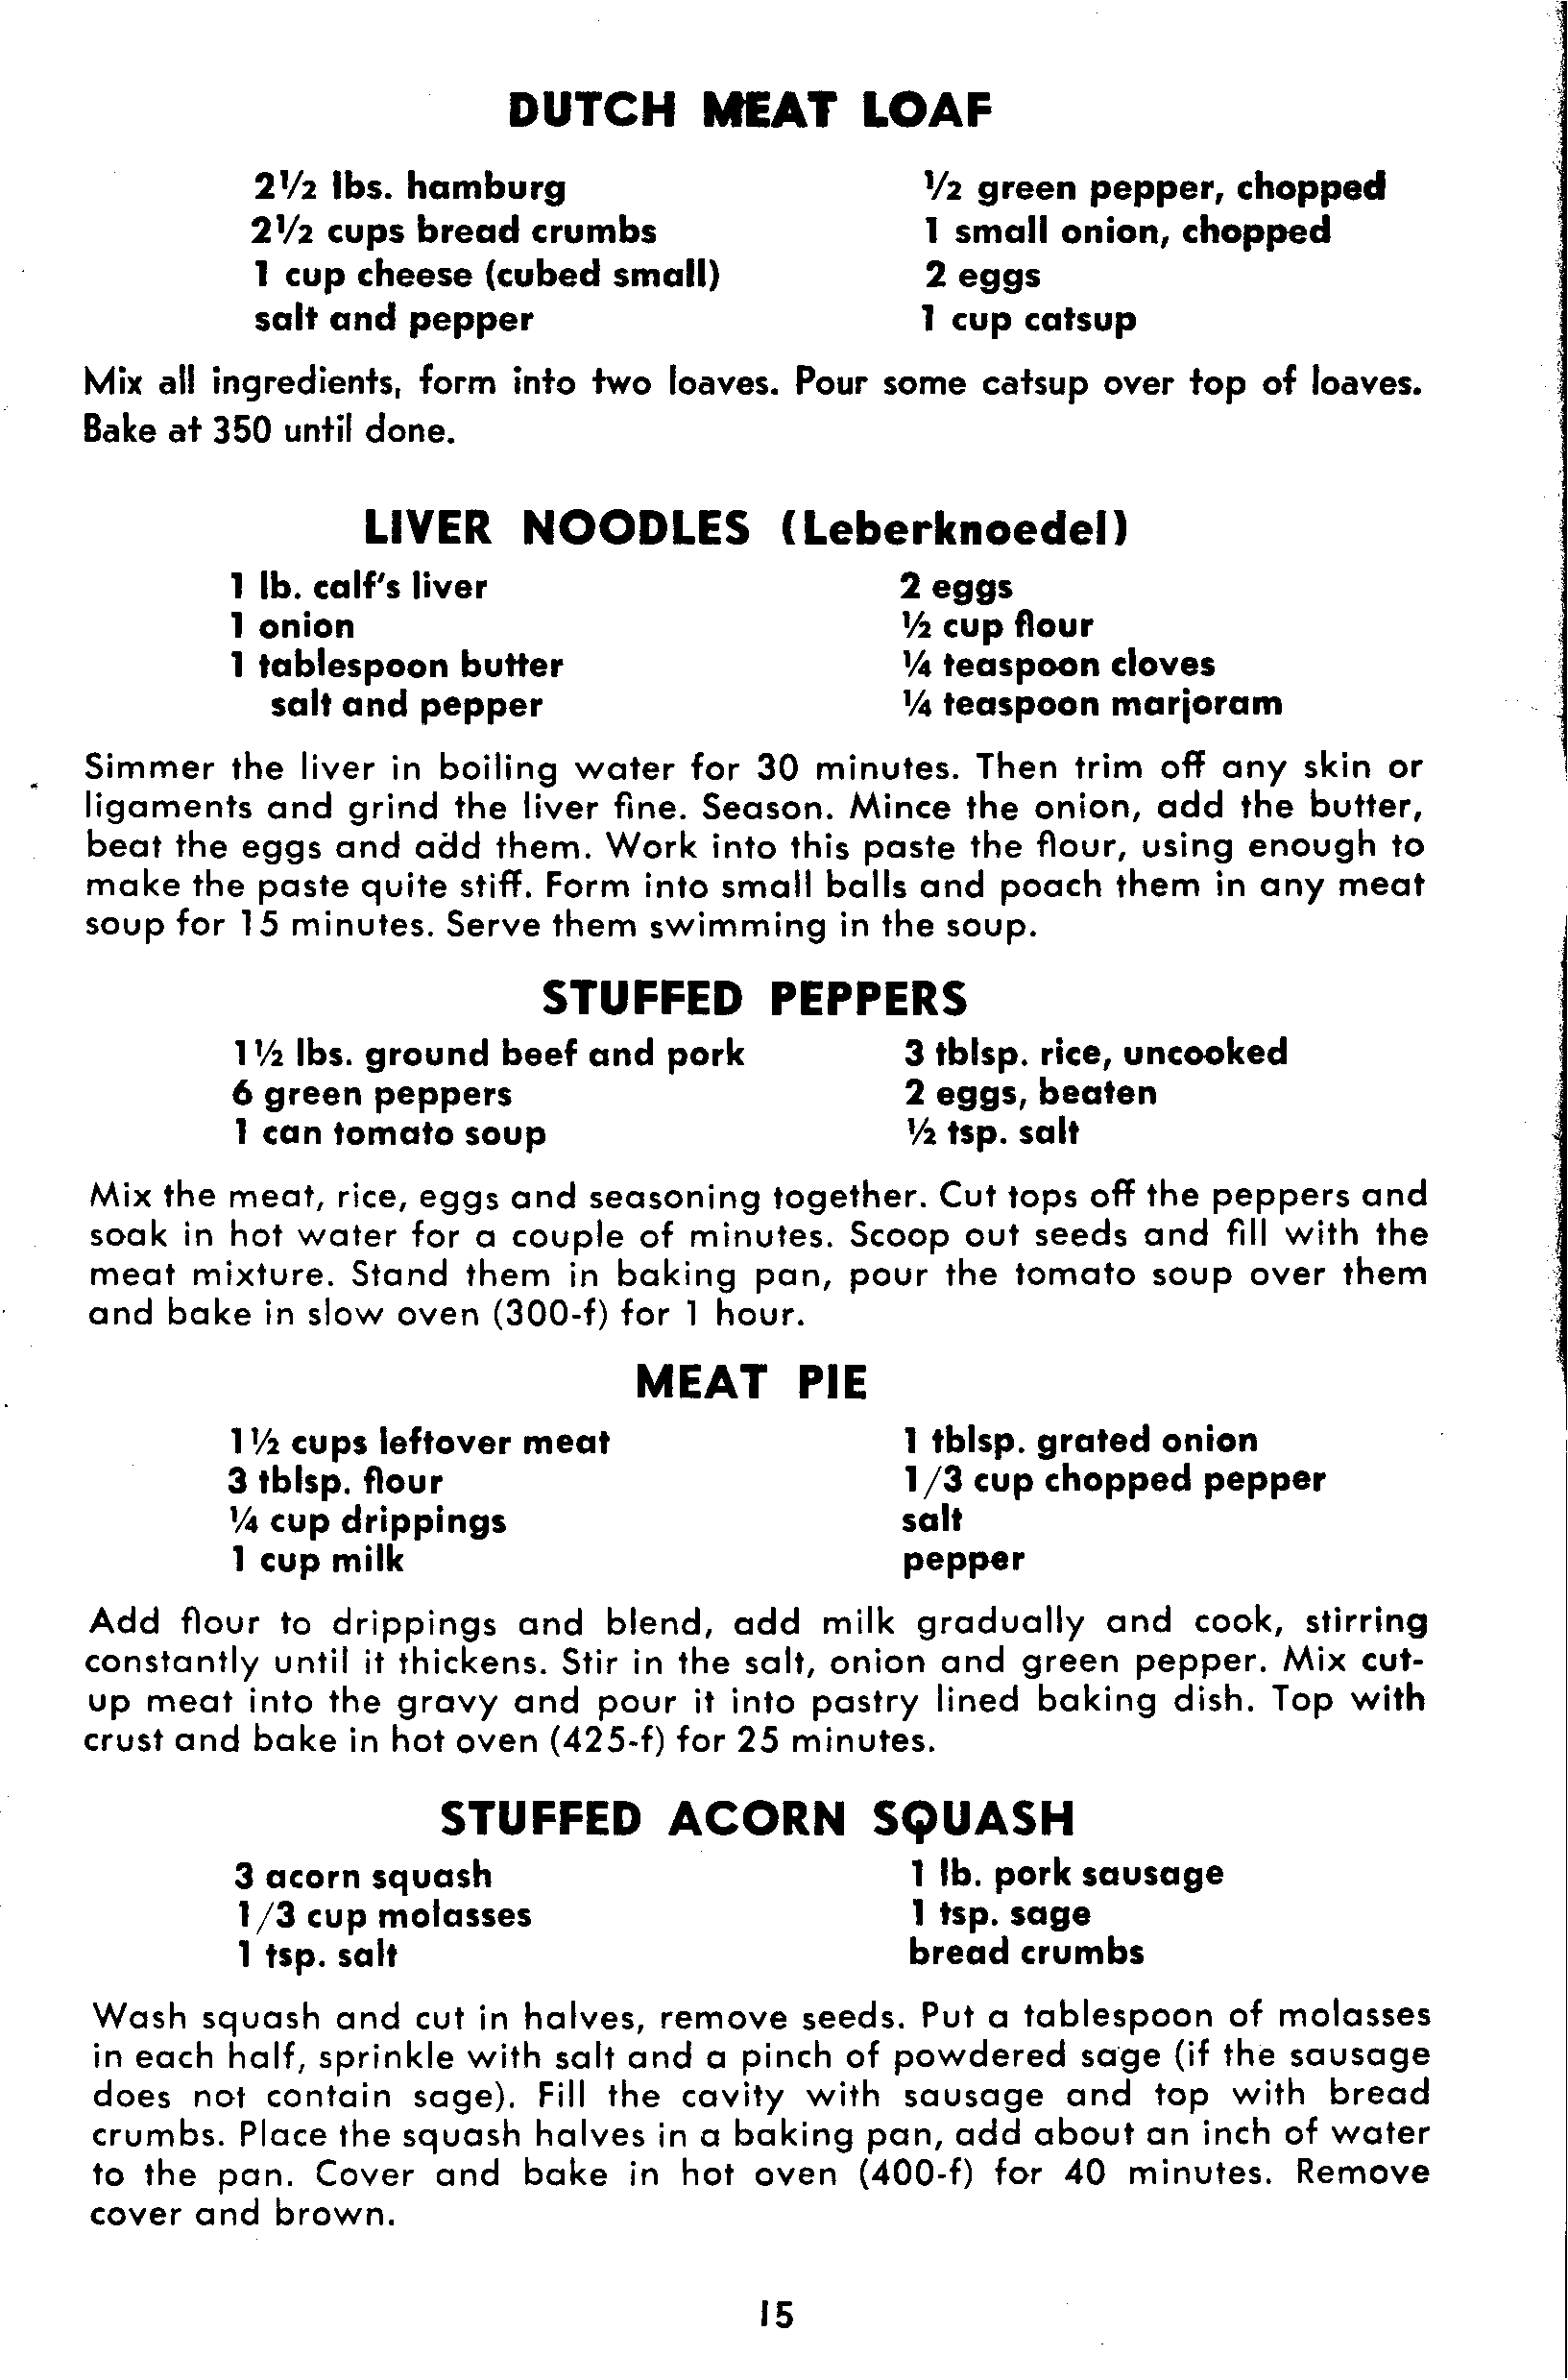 DUTCH MEAT LOAF
2½ lbs. hamburg
2½ cups bread crumbs
1 cup cheese (cubed small)
salt and pepper
½ green pepper, chopped
1 small onion, chopped
2 eggs
1 cup catsup
Mix all ingredients, form into two loaves. Pour some catsup over top of loaves.
Bake at 350 until done.
LIVER NOODLES (Leberknoedel)
1 lb. calf's liver
1 onion
1 tablespoon butter
salt and pepper
2 eggs
½ cup flour
¼ teaspoon cloves
¼ teaspoon marjoram
Simmer the liver in boiling water for 30 minutes. Then trim off any skin or
ligaments and grind the liver fine. Season. Mince the onion, add the butter,
beat the eggs and add them. Work into this paste the flour, using enough to
make the paste quite stiff. Form into small balls and poach them in any meat
soup for 15 minutes. Serve them swimming in the soup.
STUFFED PEPPERS
1½ lbs. ground beef and pork
6 green peppers
1 can tomato soup
3 tblsp. rice, uncooked
2 eggs, beaten
½ tsp. salt
Mix the meat, rice, eggs and seasoning together. Cut tops off the peppers and
soak in hot water for a couple of minutes. Scoop out seeds and fill with the
meat mixture. Stand them in baking pan, pour the tomato soup over them
and bake in slow oven (300-f) for 1 hour.
MEAT PIE
1½ cups leftover meat
3 tblsp. flour
¼ cup drippings
1 cup milk
1 tblsp. grated onion
1/3 cup chopped pepper
salt
pepper
Add flour to drippings and blend, add milk gradually and cook, stirring
constantly until it thickens. Stir in the salt, onion and green pepper. Mix cut-
up meat into the gravy and pour it into pastry lined baking dish. Top with
crust and bake in hot oven (425-f) for 25 minutes.
STUFFED ACORN SQUASH
3 acorn squash
1/3 cup molasses
1 tsp. salt
1 lb. pork sausage
1 tsp. sage
bread crumbs
Wash squash and cut in halves, remove seeds. Put a tablespoon of molasses
in each half, sprinkle with salt and a pinch of powdered sage (if the sausage
does not contain sage). Fill the cavity with sausage and top with bread
crumbs. Place the squash halves in a baking pan, add about an inch of water
to the pan. Cover and bake in hot oven (400-f) for 40 minutes. Remove
cover and brown.
15